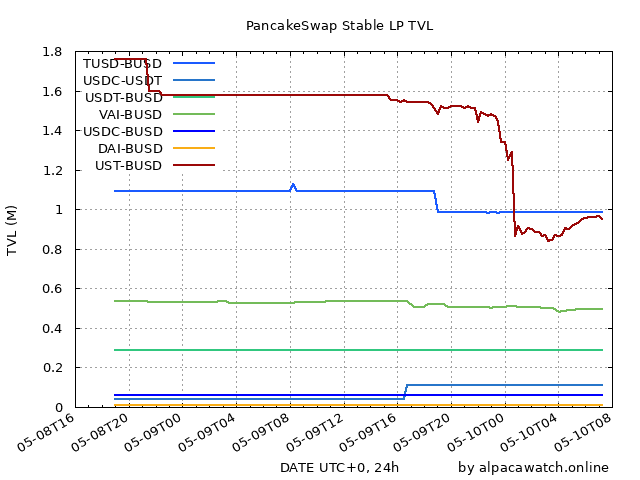 PancakeSwap Stable LP TVL
TVL (M)
1.8
1.6
1.4
1.2
1
0.8
0.6
0.4
0.2
0
TUSD-BUSD
USDC-USDT
USDT-BUSD
VAI-BUSD
USDC-BUSD
DAI-BUSD
UST-BUSD
05-08T16
05-08T20
05-09T00
05-09T04
05-09T08
05-09T12
05-09T16
05-09T20
05-10T00
05-10T04
05-10T08
DATE UTC+0, 24h
by alpacawatch.online